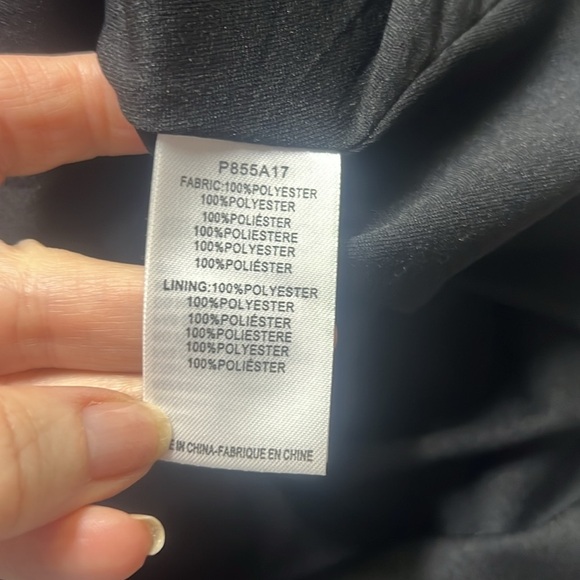 P855A17
FABRIC:100%POLYESTER
100%POLYESTER
100%POLIÉSTER
100%POLIESTERE
100%POLYESTER
100%POLIÉSTER
LINING:100%POLYESTER
100%POLYESTER
100%POLIÉSTER
100%POLIESTERE
100%POLYESTER
100%POLIÉSTER
E IN CHINA-FABRIQUE EN CHINE